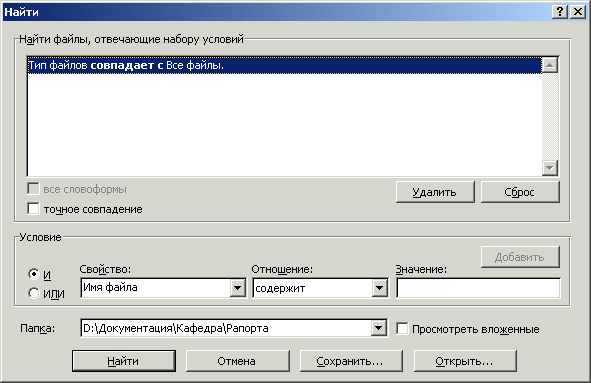 Найти
Найти файлы, отвечающие набору условий
Тип файлов совпадает с Все файлы.
все словоформы
Удалить
Сброс
точное совпадение
Условие
Добавить
И
ИЛИ
Свойство:
Отношение:
Значение:
Имя файла
содержит
Папка:
D:\Документация\Кафедра\Рапорта
Просмотреть вложенные
Найти
Отмена
Сохранить...
Открыть...